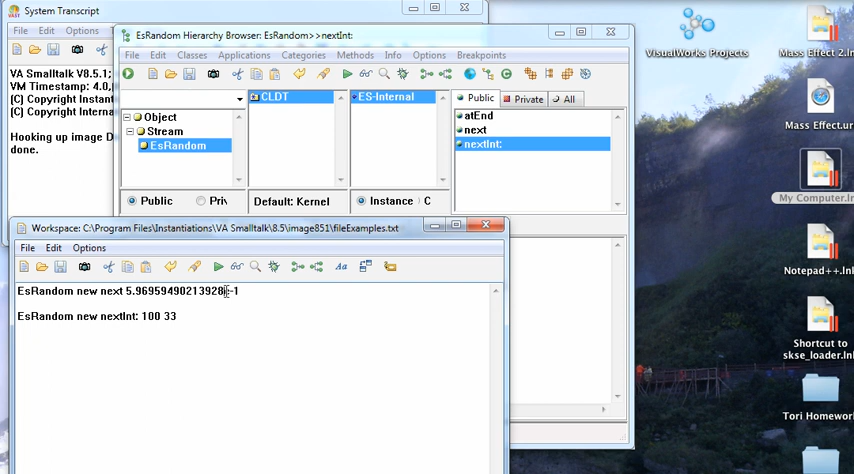 System Transcript
File Edit Options
VA Smalltalk V8.5.1;
VM Timestamp: 4.0,
(C) Copyright Instant
(C) Copyright Interna
Hooking up image D
done.
EsRandom Hierarchy Browser: EsRandom>>nextInt:
File Edit Classes Applications Categories Methods Info Options Breakpoints
Object
Stream
EsRandom
CLDT
ES-Internal
Public Private All
atEnd
next
nextInt:
Public Priv
Default: Kernel
Instance C
Workspace: C:\Program Files\Instantiations\VA Smalltalk\8.5\image851\fileExamples.txt
File Edit Options
EsRandom new next 5.96959490213928e-1
EsRandom new nextInt: 100 33
VisualWorks Projects
Mass Effect 2.ln
Mass Effect.ur
My Computer.ln
Notepad++.ln
Shortcut to
skse_loader.lnk
Tori Homework